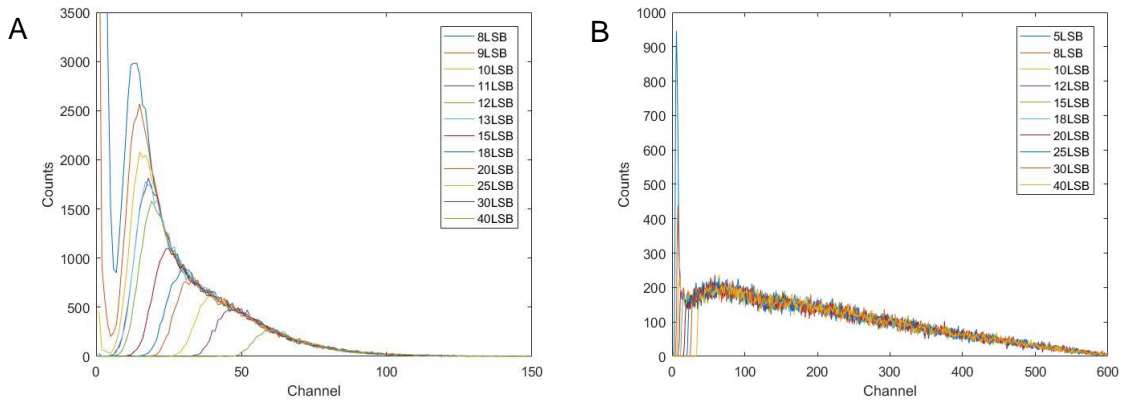 A
3500
3000
2500
2000
1500
1000
500
0
Counts
0 50 100 150
Channel
8LSB
9LSB
10LSB
11LSB
12LSB
13LSB
15LSB
18LSB
20LSB
25LSB
30LSB
40LSB
B
1000
900
800
700
600
500
400
300
200
100
0
Counts
0 100 200 300 400 500 600
Channel
5LSB
8LSB
10LSB
12LSB
15LSB
18LSB
20LSB
25LSB
30LSB
40LSB